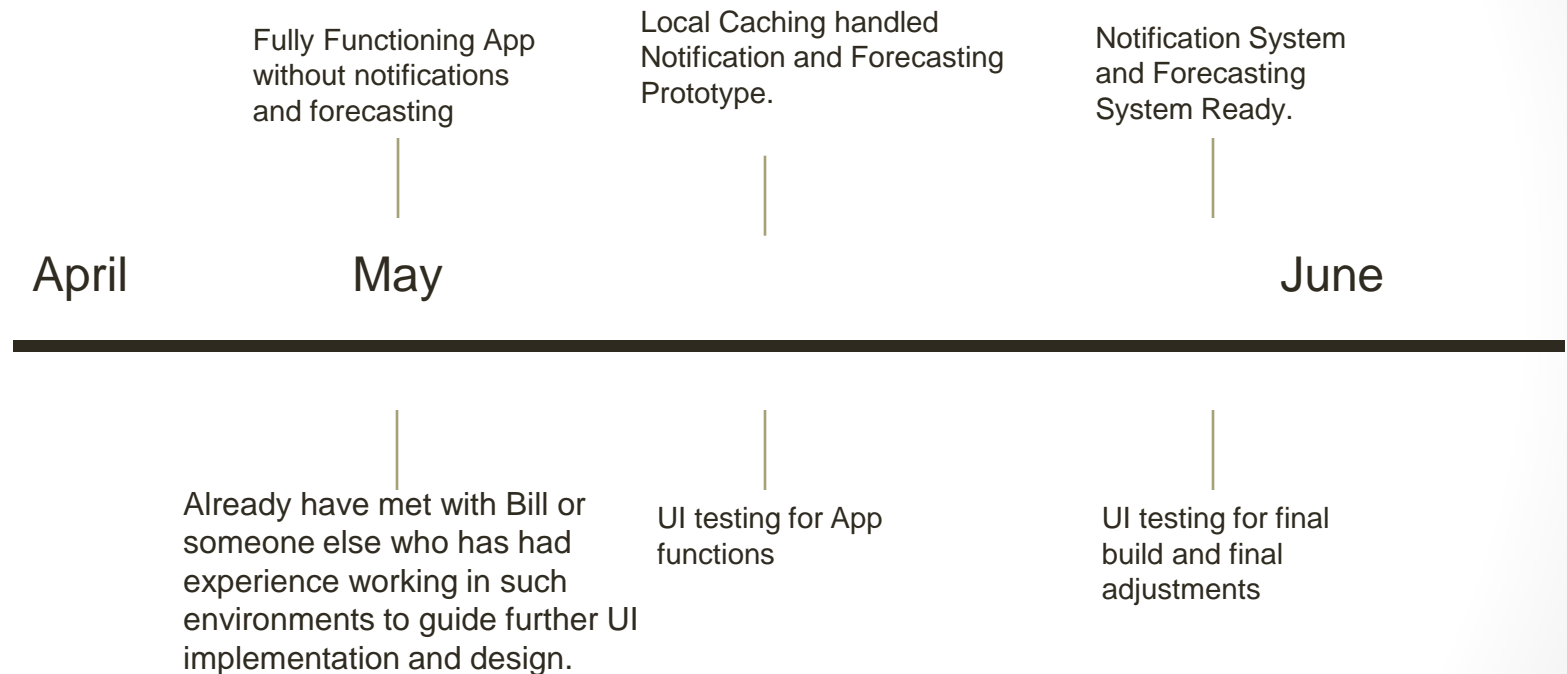 Fully Functioning App
without notifications
and forecasting
Local Caching handled
Notification and Forecasting
Prototype.
Notification System
and Forecasting
System Ready.
April
May
June
Already have met with Bill or
someone else who has had
experience working in such
environments to guide further UI
implementation and design.
UI testing for App
functions
UI testing for final
build and final
adjustments